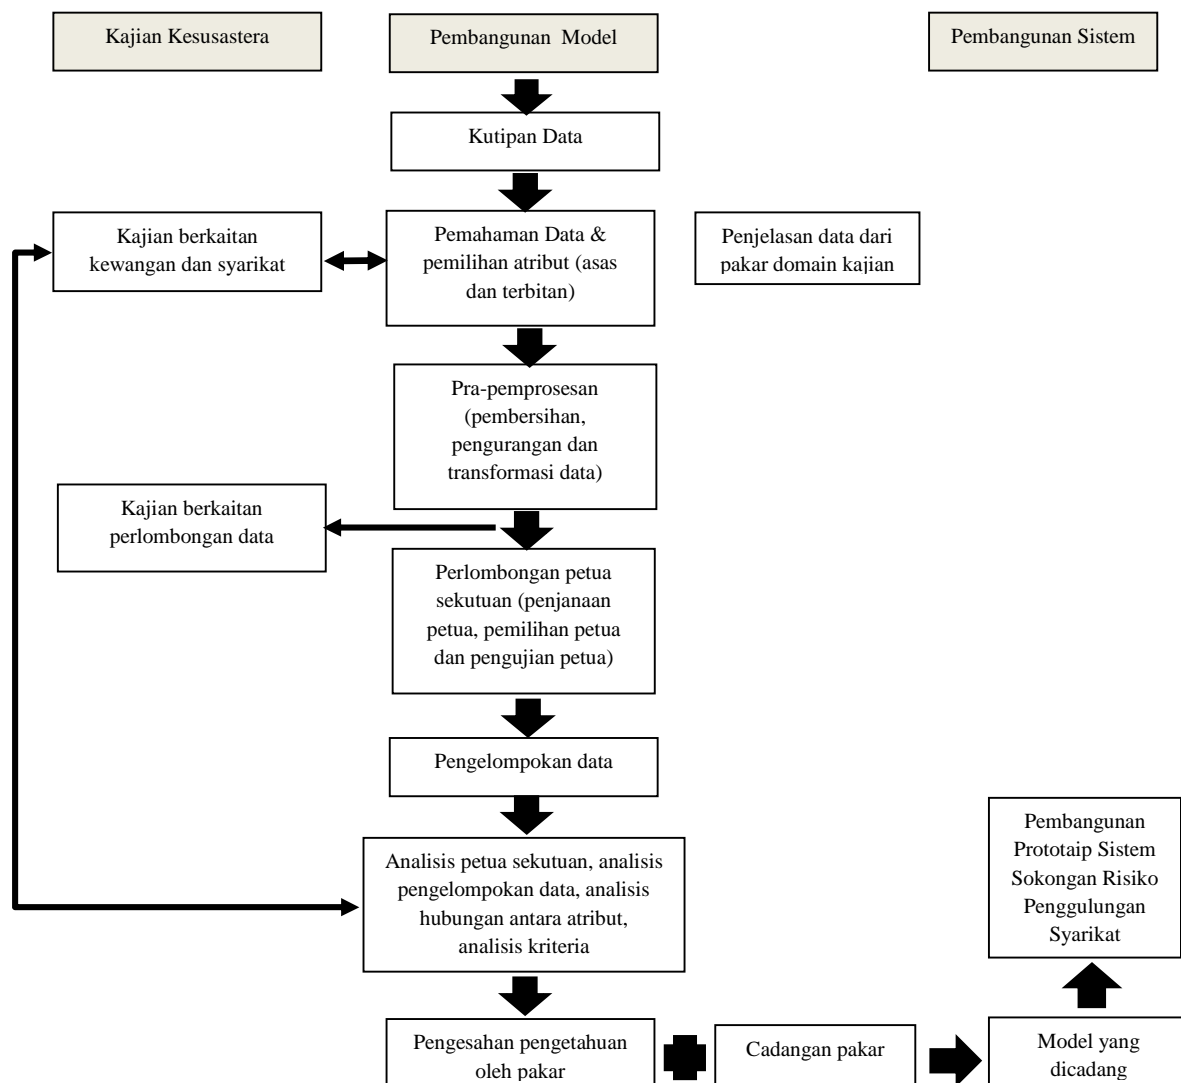 Kajian Kesusastera
Pembangunan Model
Pembangunan Sistem
Kutipan Data
Kajian berkaitan
kewangan dan syarikat
Pemahaman Data &
pemilihan atribut (asas
dan terbitan)
Penjelasan data dari
pakar domain kajian
Pra-pemprosesan
(pembersihan,
pengurangan dan
transformasi data)
Kajian berkaitan
perlombongan data
Perlombongan petua
sekutuan (penjanaan
petua, pemilihan petua
dan pengujian petua)
Pengelompokan data
Analisis petua sekutuan, analisis
pengelompokan data, analisis
hubungan antara atribut,
analisis kriteria
Pembangunan
Prototaip Sistem
Sokongan Risiko
Penggulungan
Syarikat
Pengesahan pengetahuan
oleh pakar
Cadangan pakar
Model yang
dicadang